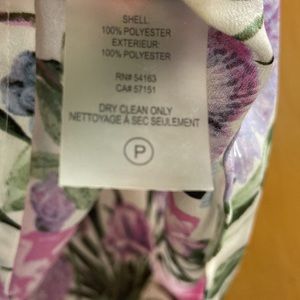 SHELL:
100% POLYESTER
EXTERIEUR:
100% POLYESTER
RN# 54163
CA# 57151
DRY CLEAN ONLY
NETTOYAGE À SEC SEULEMENT
P